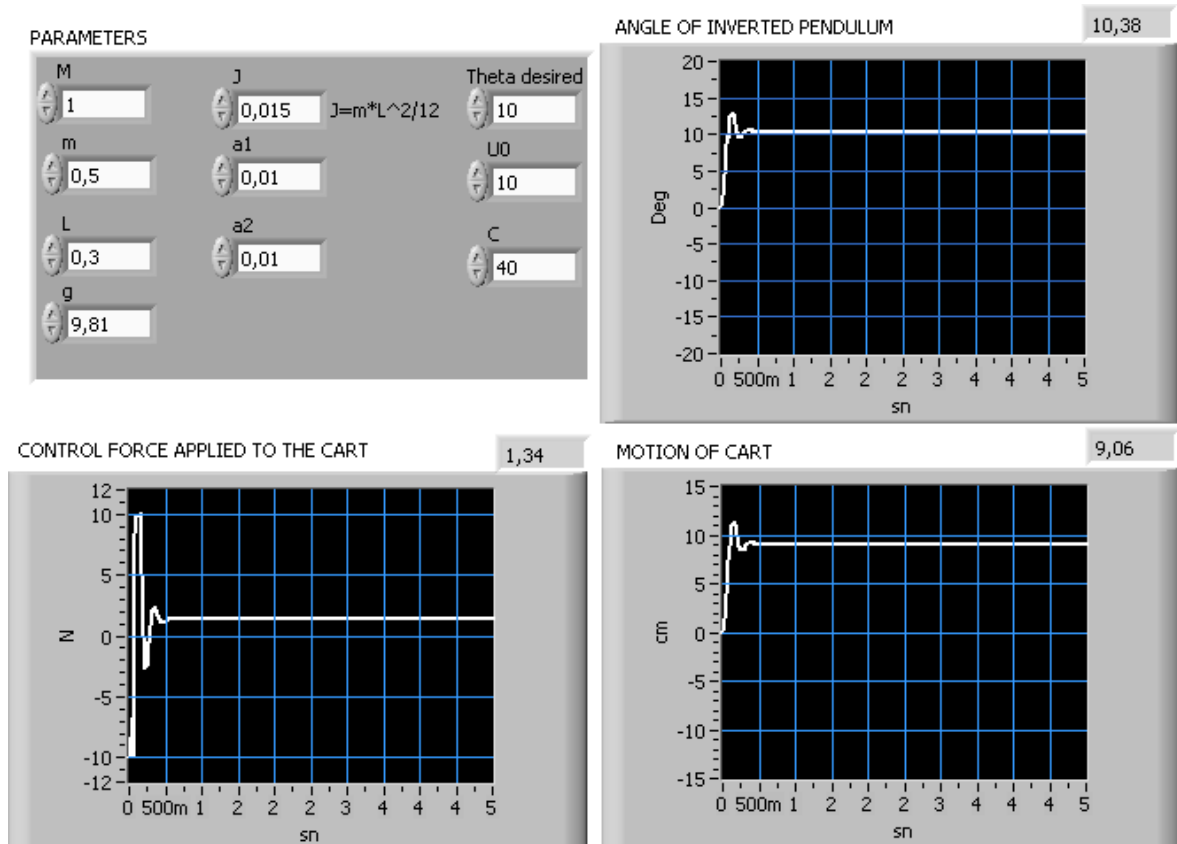 PARAMETERS
M
1
m
0,5
L
0,3
g
9,81
J
0,015 J=m*L^2/12
a1
0,01
a2
0,01
Theta desired
10
U0
10
C
40
ANGLE OF INVERTED PENDULUM
10,38
20
15
10
5
0
-5
-10
-15
-20
Deg
0 500m 1 2 2 2 3 4 4 4 5
sn
CONTROL FORCE APPLIED TO THE CART
1,34
12
10
5
0
-5
-10
-12
N
0 500m 1 2 2 2 3 4 4 4 5
sn
MOTION OF CART
9,06
15
10
5
0
-5
-10
-15
cm
0 500m 1 2 2 2 3 4 4 4 5
sn